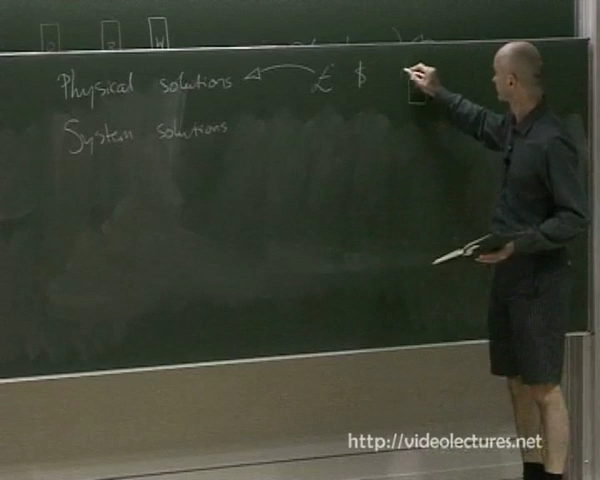 W
Physical solutions £ $
System solutions
http://videolectures.net